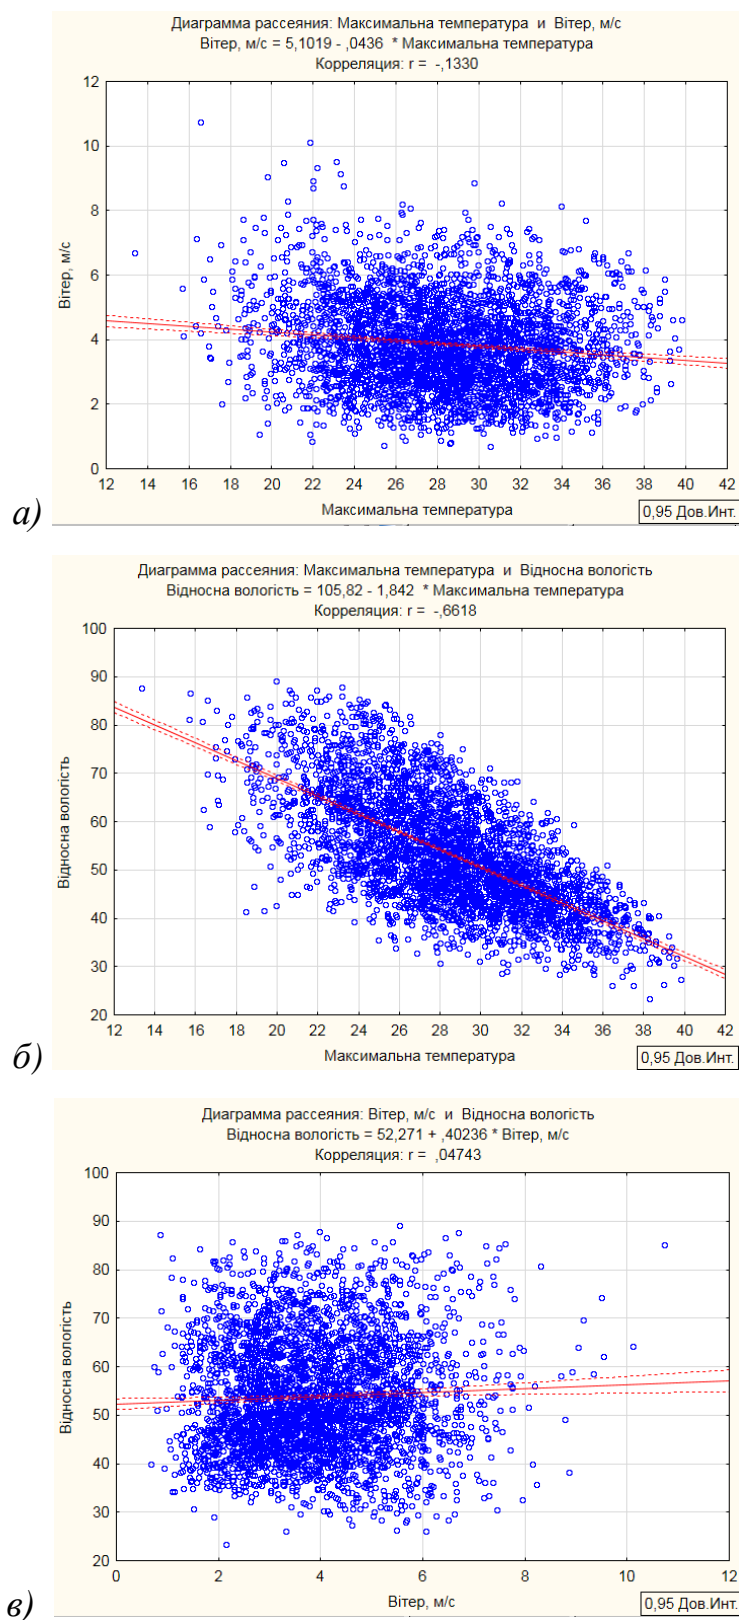 Диаграмма рассеяния: Максимальна температура и Вітер, м/с
Вітер, м/с = 5,1019 - ,0436 * Максимальна температура
Корреляция: r = -,1330
12
10
8
6
4
2
0
Вітер, м/с
12 14 16 18 20 22 24 26 28 30 32 34 36 38 40 42
Максимальна температура
0,95 Дов.Инт.
а)
Диаграмма рассеяния: Максимальна температура и Відносна вологість
Відносна вологість = 105,82 - 1,842 * Максимальна температура
Корреляция: r = -,6618
100
90
80
70
60
50
40
30
20
Відносна вологість
12 14 16 18 20 22 24 26 28 30 32 34 36 38 40 42
Максимальна температура
0,95 Дов.Инт.
б)
Диаграмма рассеяния: Вітер, м/с и Відносна вологість
Відносна вологість = 52,271 + ,40236 * Вітер, м/с
Корреляция: r = ,04743
100
90
80
70
60
50
40
30
20
Відносна вологість
0 2 4 6 8 10 12
Вітер, м/с
0,95 Дов.Инт.
в)